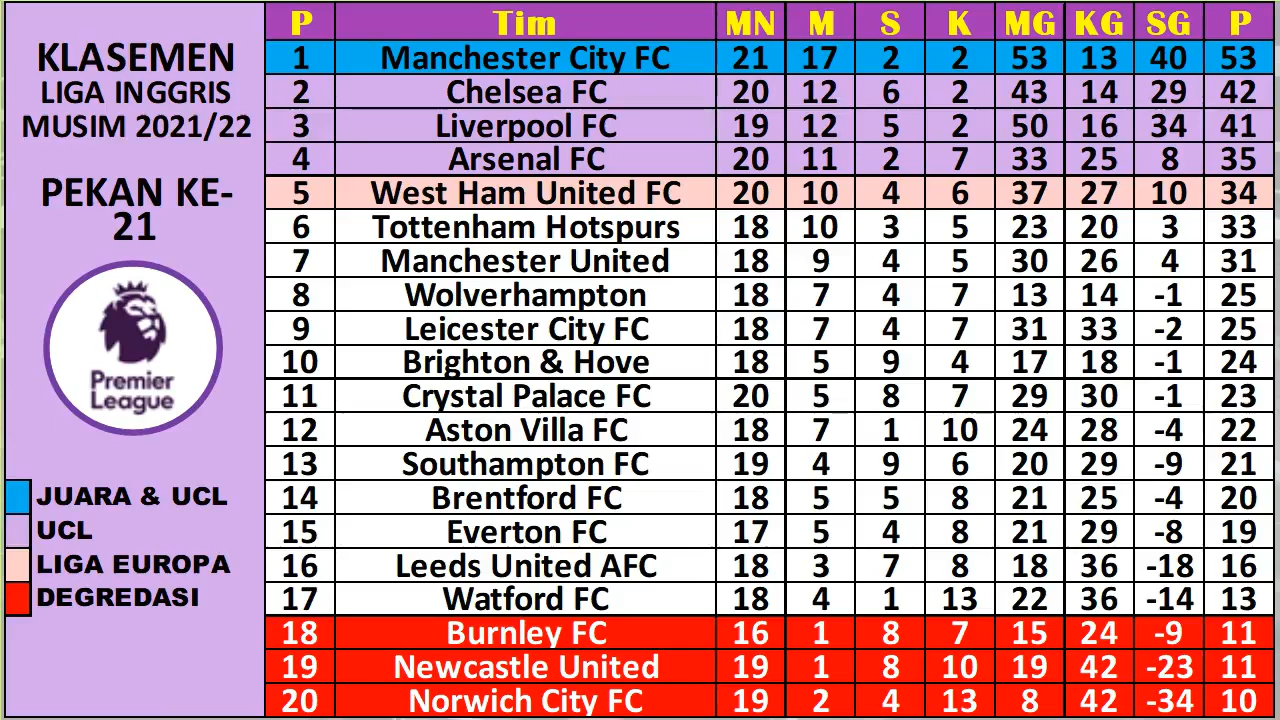 KLASEMEN
LIGA INGGRIS
MUSIM 2021/22
PEKAN KE-
21
Premier
League
JUARA & UCL
UCL
LIGA EUROPA
DEGREDASI
P Tim MN M S K MG KG SG P
1 Manchester City FC 21 17 2 2 53 13 40 53
2 Chelsea FC 20 12 6 2 43 14 29 42
3 Liverpool FC 19 12 5 2 50 16 34 41
4 Arsenal FC 20 11 2 7 33 25 8 35
5 West Ham United FC 20 10 4 6 37 27 10 34
6 Tottenham Hotspurs 18 10 3 5 23 20 3 33
7 Manchester United 18 9 4 5 30 26 4 31
8 Wolverhampton 18 7 4 7 13 14 -1 25
9 Leicester City FC 18 7 4 7 31 33 -2 25
10 Brighton & Hove 18 5 9 4 17 18 -1 24
11 Crystal Palace FC 20 5 8 7 29 30 -1 23
12 Aston Villa FC 18 7 1 10 24 28 -4 22
13 Southampton FC 19 4 9 6 20 29 -9 21
14 Brentford FC 18 5 5 8 21 25 -4 20
15 Everton FC 17 5 4 8 21 29 -8 19
16 Leeds United AFC 18 3 7 8 18 36 -18 16
17 Watford FC 18 4 1 13 22 36 -14 13
18 Burnley FC 16 1 8 7 15 24 -9 11
19 Newcastle United 19 1 8 10 19 42 -23 11
20 Norwich City FC 19 2 4 13 8 42 -34 10